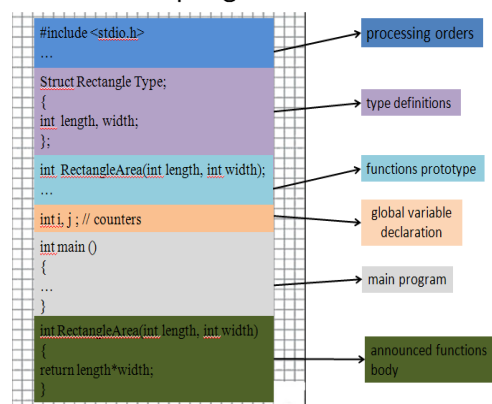 #include <stdio.h>
...
processing orders
Struct Rectangle Type;
{
int length, width;
};
type definitions
int RectangleArea(int length, int width);
...
functions prototype
int i, j ; // counters
global variable
declaration
int main ()
{
...
}
main program
int RectangleArea(int length, int width)
{
return length*width;
}
announced functions
body